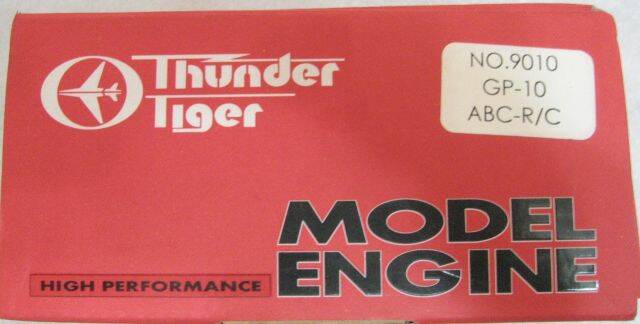 Thunder
Tiger
NO.9010
GP-10
ABC-R/C
MODEL
ENGINE
HIGH PERFORMANCE